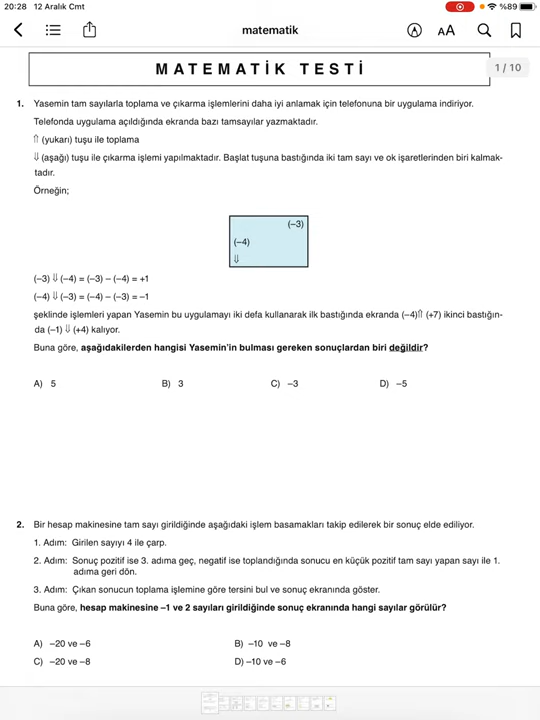 20:28 12 Aralık Cmt
%89
matematik
AA
MATEMATİK TESTİ
1 / 10
1. Yasemin tam sayılarla toplama ve çıkarma işlemlerini daha iyi anlamak için telefonuna bir uygulama indiriyor.
Telefonda uygulama açıldığında ekranda bazı tamsayılar yazmaktadır.
⇑ (yukarı) tuşu ile toplama
⇓ (aşağı) tuşu ile çıkarma işlemi yapılmaktadır. Başlat tuşuna bastığında iki tam sayı ve ok işaretlerinden biri kalmak-
tadır.
Örneğin;
(–3)
(–4)
⇓
(–3) ⇓ (–4) = (–3) – (–4) = +1
(–4) ⇓ (–3) = (–4) – (–3) = –1
şeklinde işlemleri yapan Yasemin bu uygulamayı iki defa kullanarak ilk bastığında ekranda (–4)⇑ (+7) ikinci bastığın-
da (–1) ⇓ (+4) kalıyor.
Buna göre, aşağıdakilerden hangisi Yasemin'in bulması gereken sonuçlardan biri değildir?
A) 5 B) 3 C) –3 D) –5
2. Bir hesap makinesine tam sayı girildiğinde aşağıdaki işlem basamakları takip edilerek bir sonuç elde ediliyor.
1. Adım: Girilen sayıyı 4 ile çarp.
2. Adım: Sonuç pozitif ise 3. adıma geç, negatif ise toplandığında sonucu en küçük pozitif tam sayı yapan sayı ile 1.
adıma geri dön.
3. Adım: Çıkan sonucun toplama işlemine göre tersini bul ve sonuç ekranında göster.
Buna göre, hesap makinesine –1 ve 2 sayıları girildiğinde sonuç ekranında hangi sayılar görülür?
A) –20 ve –6 B) –10 ve –8
C) –20 ve –8 D) –10 ve –6